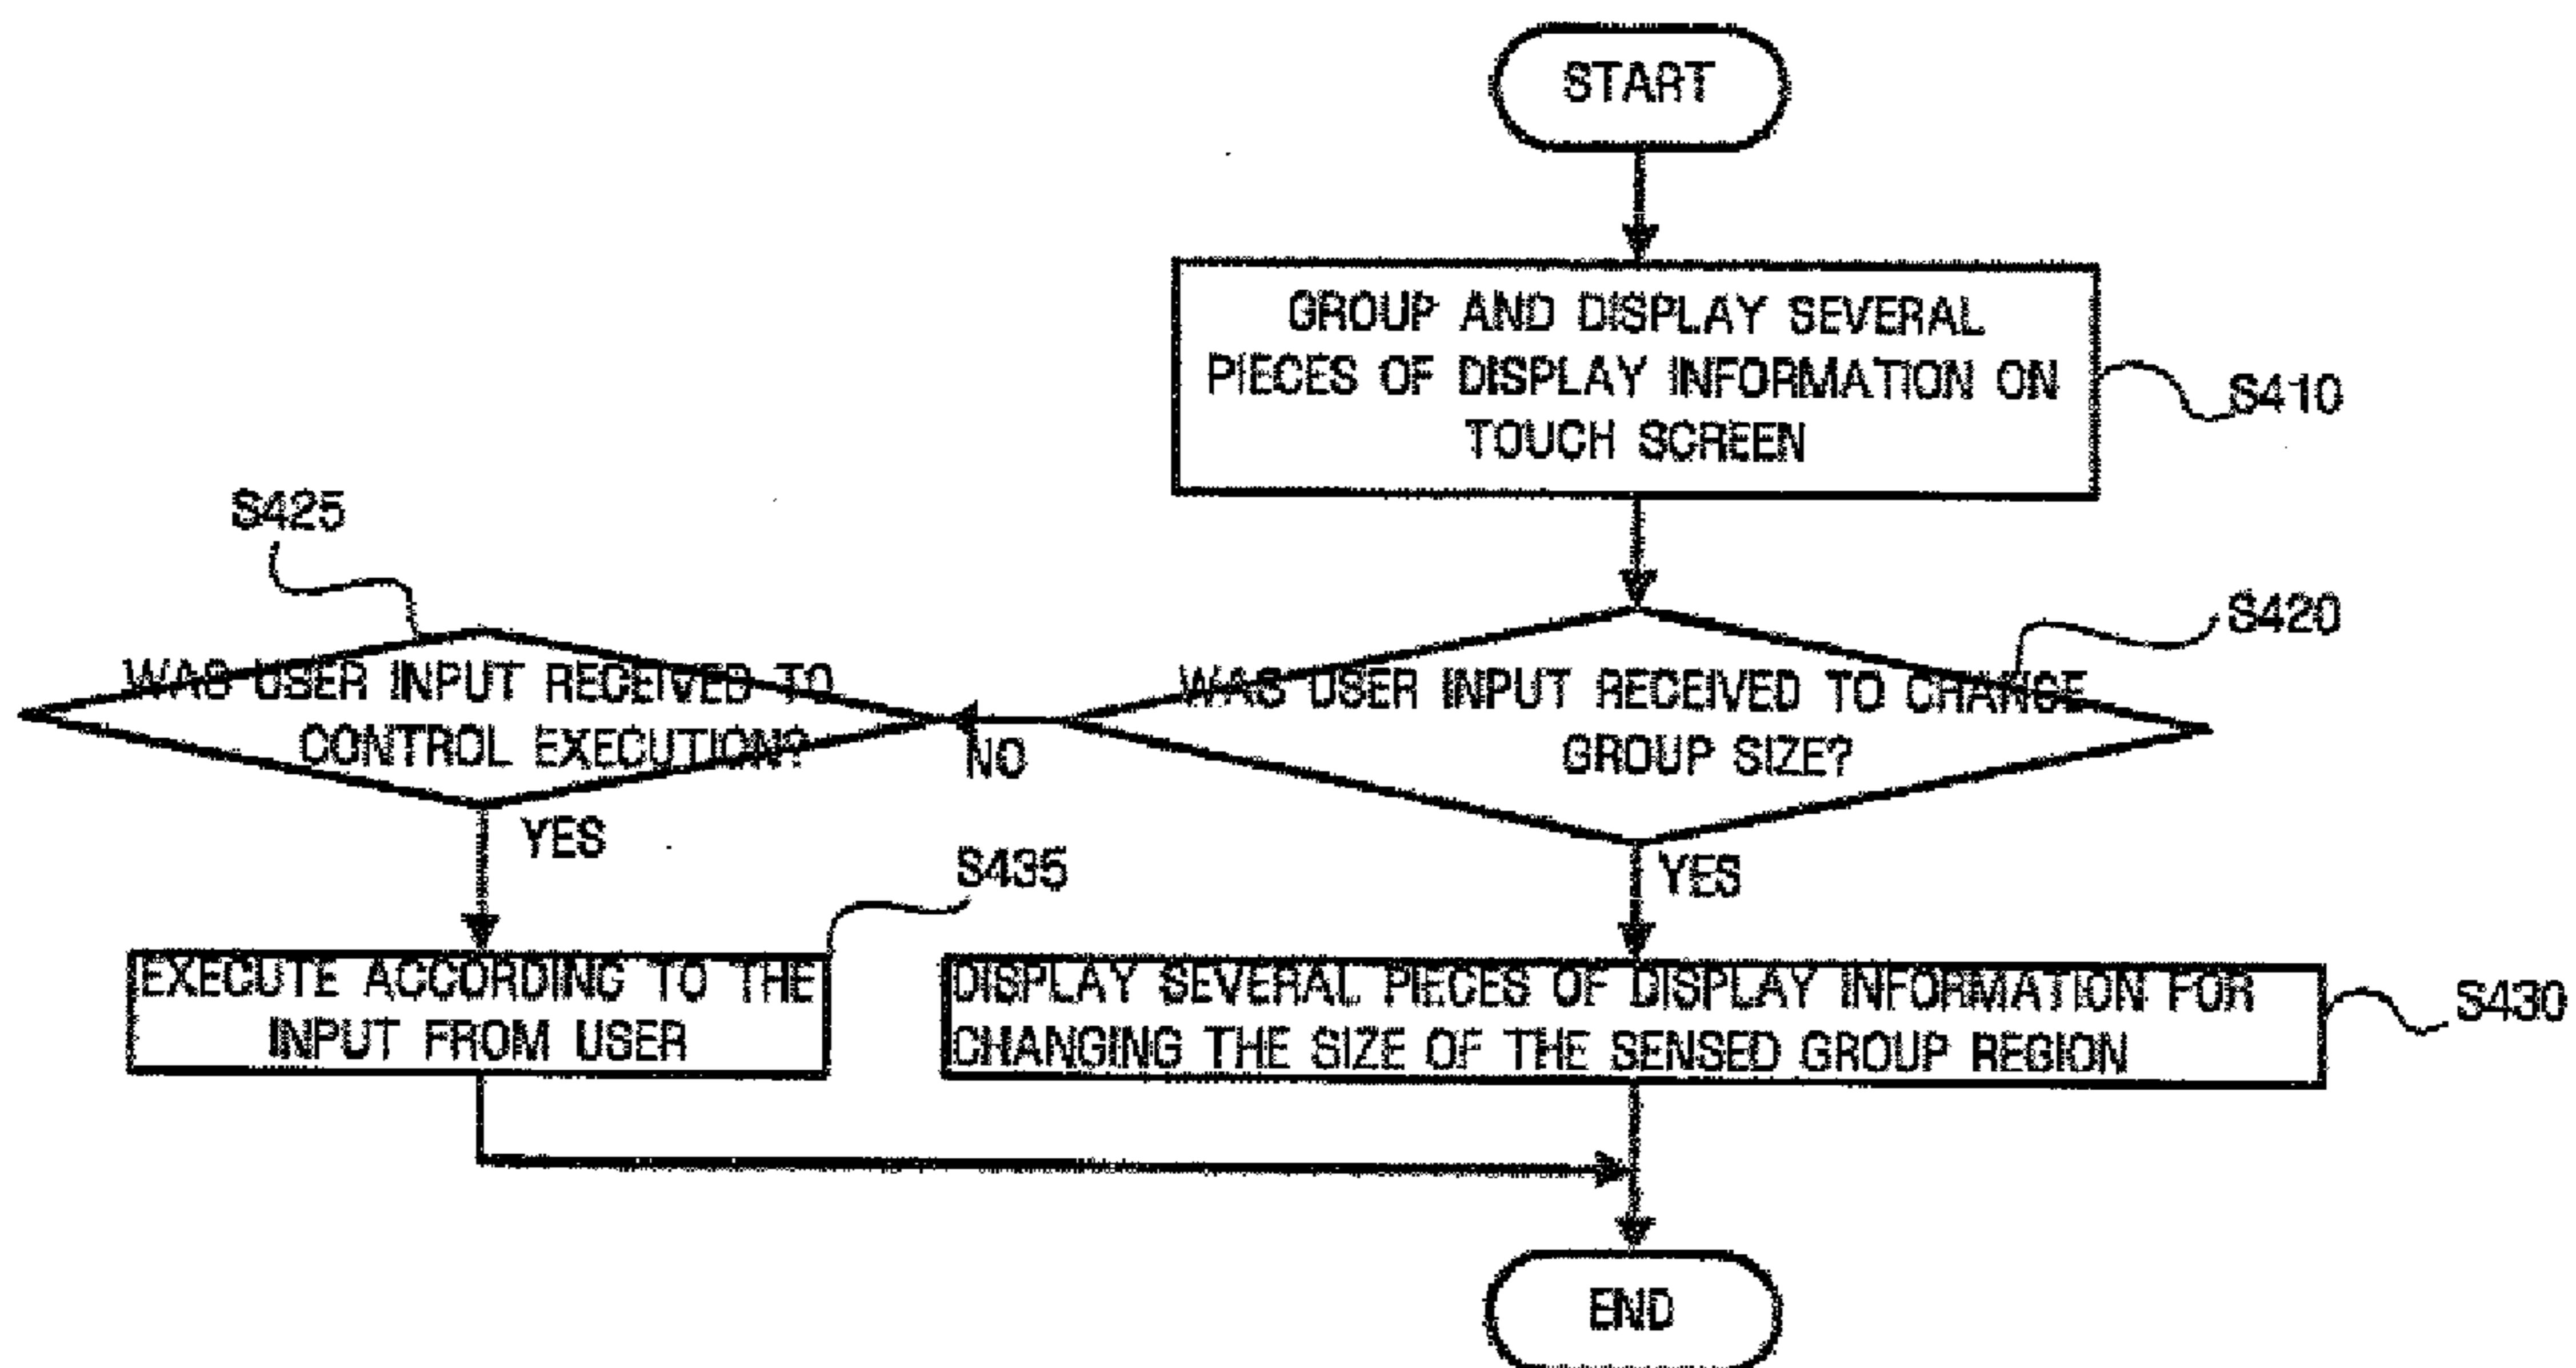 START
GROUP AND DISPLAY SEVERAL
PIECES OF DISPLAY INFORMATION ON
TOUCH SCREEN
S410
S425
WAS USER INPUT RECEIVED TO
CONTROL EXECUTION?
NO
WAS USER INPUT RECEIVED TO CHANGE
GROUP SIZE?
S420
YES
YES
S435
EXECUTE ACCORDING TO THE
INPUT FROM USER
DISPLAY SEVERAL PIECES OF DISPLAY INFORMATION FOR
CHANGING THE SIZE OF THE SENSED GROUP REGION
S430
END